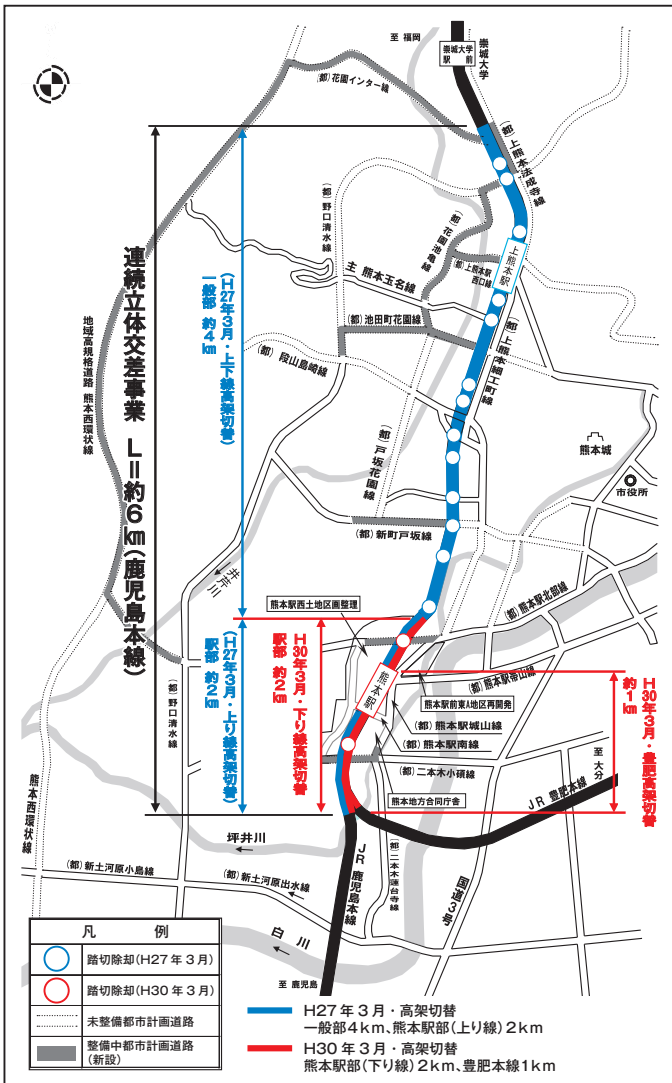 至 福岡
崇城大学
駅 前
崇城大学
(都)花園インター線
(都)上熊本法成寺線
(都)野口清水線
(都)花園池亀線
上熊本駅
(都)上熊本駅
西口線
主 熊本玉名線
(都)池田町花園線
(都)上熊本細工町線
(都)段山島崎線
(都)戸坂花園線
熊本城
市役所
(都)新町戸坂線
連続立体交差事業 L=約6km(鹿児島本線)
地域高規格道路 熊本西環状線
(H27年3月・上下線高架切替)
一般部 約4km
井芹川
熊本駅西土地区画整理
(都)熊本駅北部線
(H27年3月・上り線高架切替)
駅部 約2km
H30年3月・下り線高架切替
駅部 約2km
熊本駅
(都)熊本駅帯山線
熊本駅前東A地区再開発
(都)熊本駅城山線
(都)熊本駅南線
(都)二本木小磧線
熊本地方合同庁舎
H30年3月・豊肥高架切替
約1km
至 大分
JR 豊肥本線
(都)野口清水線
熊本西環状線
坪井川
(都)新土河原小島線
(都)新土河原出水線
JR 鹿児島本線
(都)二本木蓮台寺線
国道3号
白川
至 鹿児島
凡 例
踏切除却(H27年3月)
踏切除却(H30年3月)
未整備都市計画道路
整備中都市計画道路
(新設)
H27年3月・高架切替
一般部4km、熊本駅部(上り線)2km
H30年3月・高架切替
熊本駅部(下り線)2km、豊肥本線1km